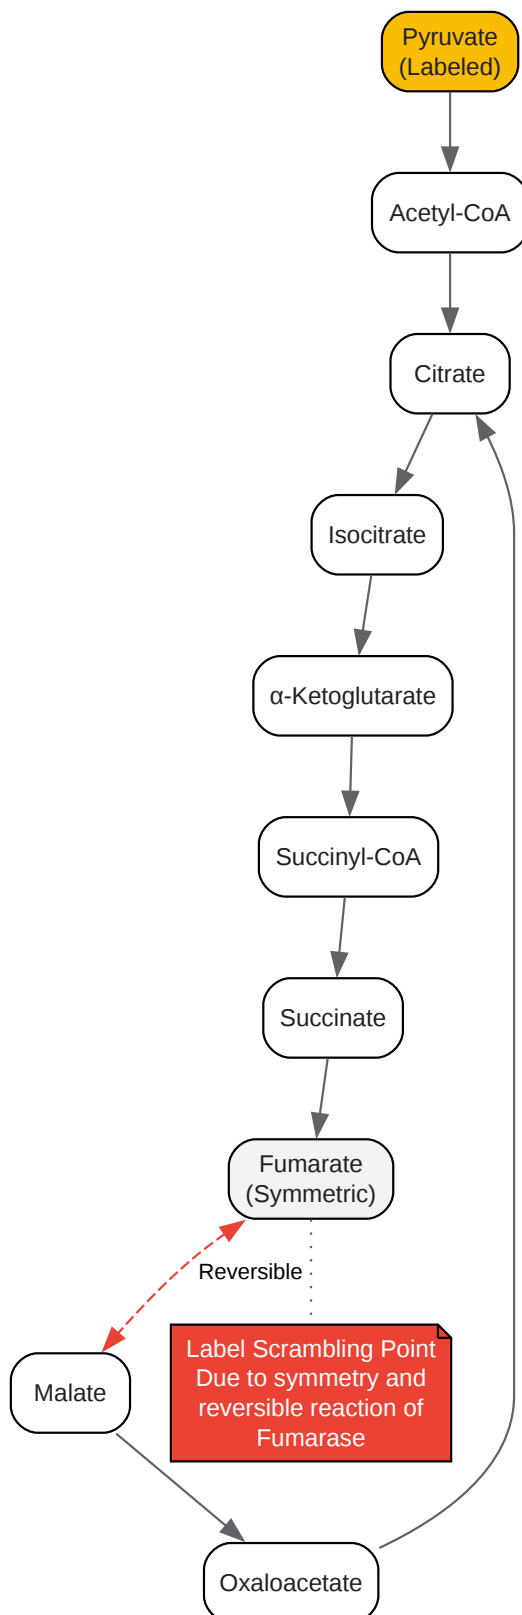 Pyruvate
(Labeled)
Acetyl-CoA
Citrate
Isocitrate
α-Ketoglutarate
Succinyl-CoA
Succinate
Fumarate
(Symmetric)
Reversible
Label Scrambling Point
Due to symmetry and
reversible reaction of
Fumarase
Malate
Oxaloacetate